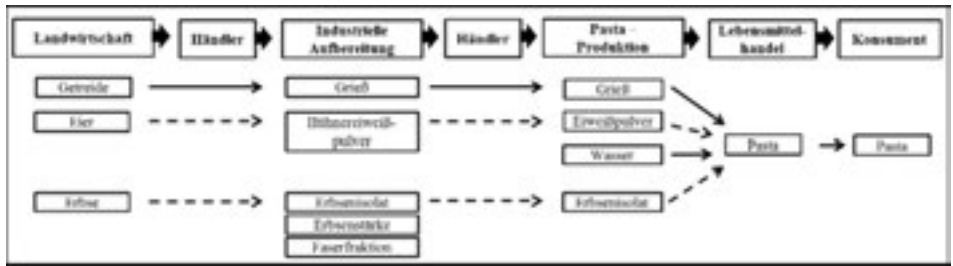 Landwirtschaft
Händler
Industrielle
Aufbereitung
Händler
Pasta -
Produktion
Lebensmittel-
handel
Konsument
Getreide
Grieß
Grieß
Eier
Hühnereiweiß-
pulver
Eiweißpulver
Wasser
Pasta
Pasta
Erbse
Erbsenisolat
Erbsenisolat
Erbsenstärke
Faserfraktion